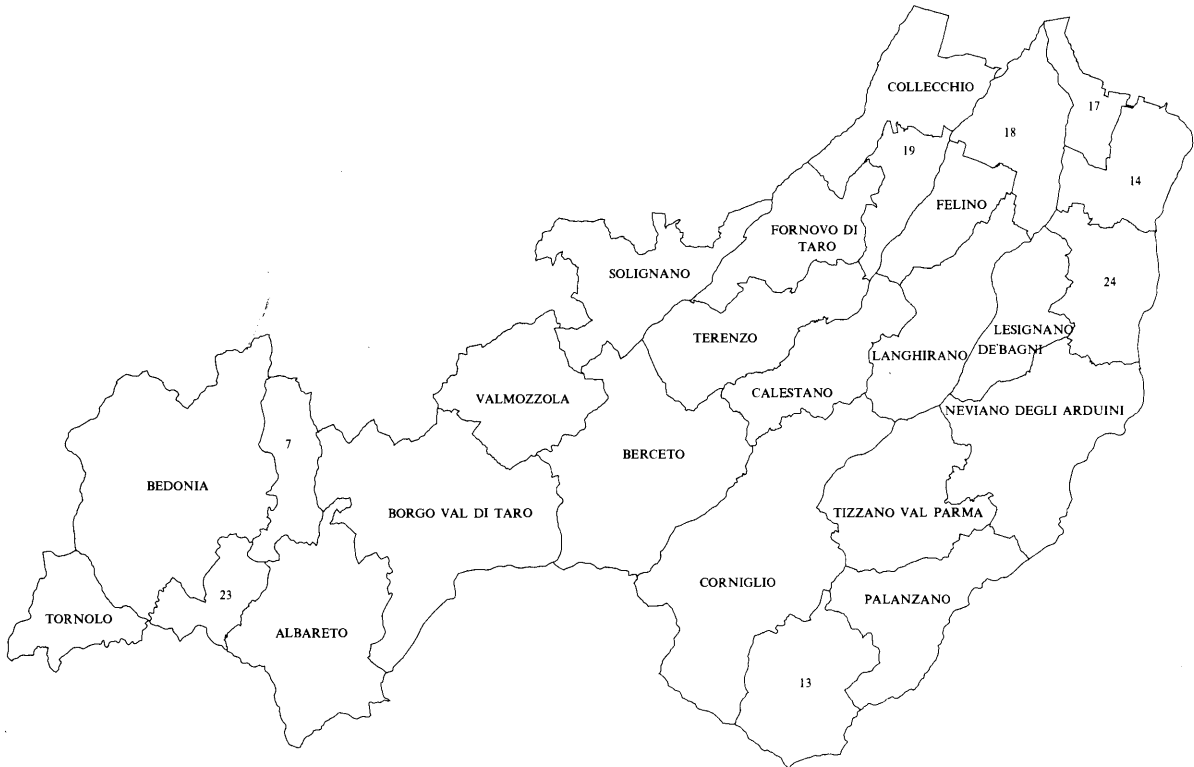 COLLECCHIO
17
18
19
14
FELINO
FORNOVO DI
TARO
SOLIGNANO
24
LESIGNANO
DE'BAGNI
TERENZO
LANGHIRANO
CALESTANO
VALMOZZOLA
NEVIANO DEGLI ARDUINI
7
BERCETO
BEDONIA
BORGO VAL DI TARO
TIZZANO VAL PARMA
CORNIGLIO
23
PALANZANO
TORNOLO
ALBARETO
13